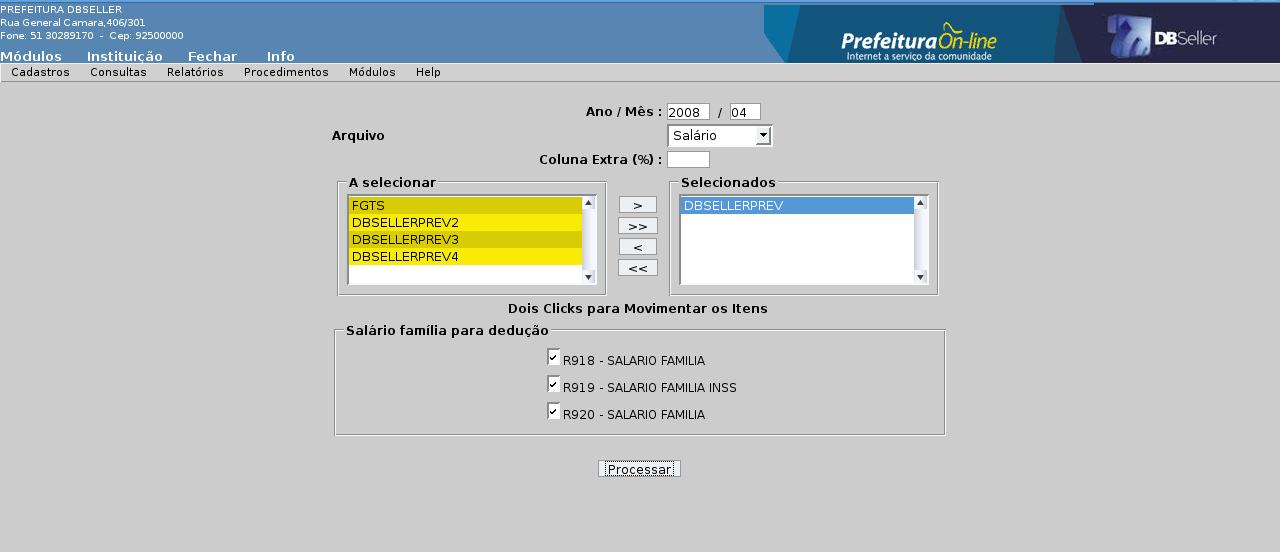 PREFEITURA DBSELLER
Rua General Camara,406/301
Fone: 51 30289170 - Cep: 92500000
Prefeitura On-line
Internet a serviço da comunidade
DBSeller
Módulos Instituição Fechar Info
Cadastros Consultas Relatórios Procedimentos Módulos Help
Ano / Mês : 2008 / 04
Arquivo Salário
Coluna Extra (%) :
A selecionar
FGTS
DBSELLERPREV2
DBSELLERPREV3
DBSELLERPREV4
>
>>
<
<<
Selecionados
DBSELLERPREV
Dois Clicks para Movimentar os Itens
Salário família para dedução
R918 - SALARIO FAMILIA
R919 - SALARIO FAMILIA INSS
R920 - SALARIO FAMILIA
Processar